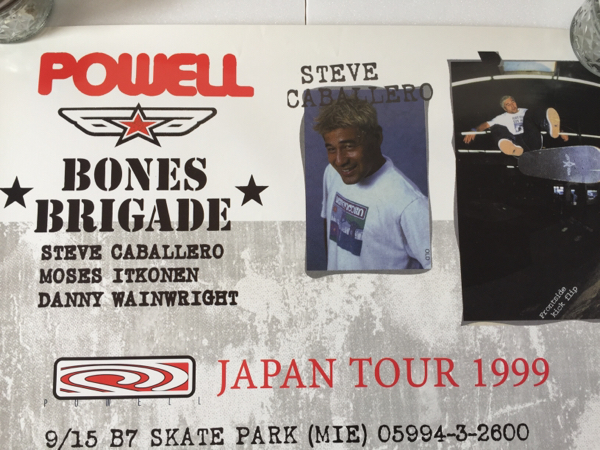 POWELL
BONES
BRIGADE
STEVE CABALLERO
MOSES ITKONEN
DANNY WAINWRIGHT
STEVE
CABALLERO
Frontside
kick flip
POWELL
JAPAN TOUR 1999
9/15 B7 SKATE PARK (MIE) 05994-3-2600